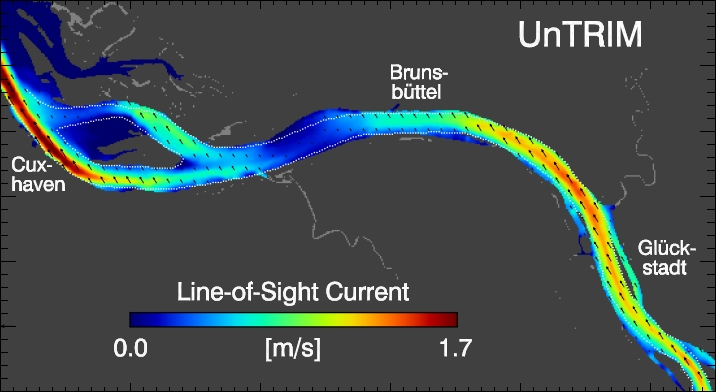 UnTRIM
Bruns-
büttel
Cux-
haven
Glück-
stadt
Line-of-Sight Current
0.0 [m/s] 1.7